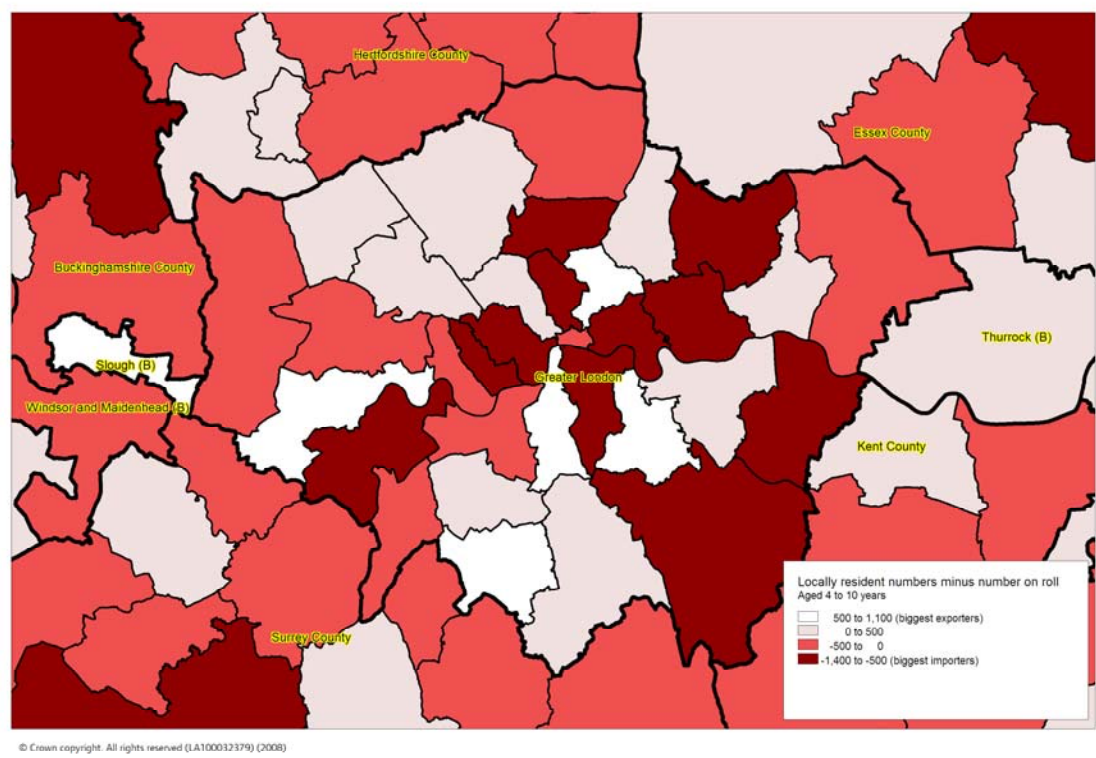 Hertfordshire County
Essex County
Buckinghamshire County
Thurrock (B)
Slough (B)
Greater London
Windsor and Maidenhead (B)
Kent County
Surrey County
Locally resident numbers minus number on roll
Aged 4 to 10 years
500 to 1,100 (biggest exporters)
0 to 500
-500 to 0
-1,400 to -500 (biggest importers)
© Crown copyright. All rights reserved (LA100032379) (2008)